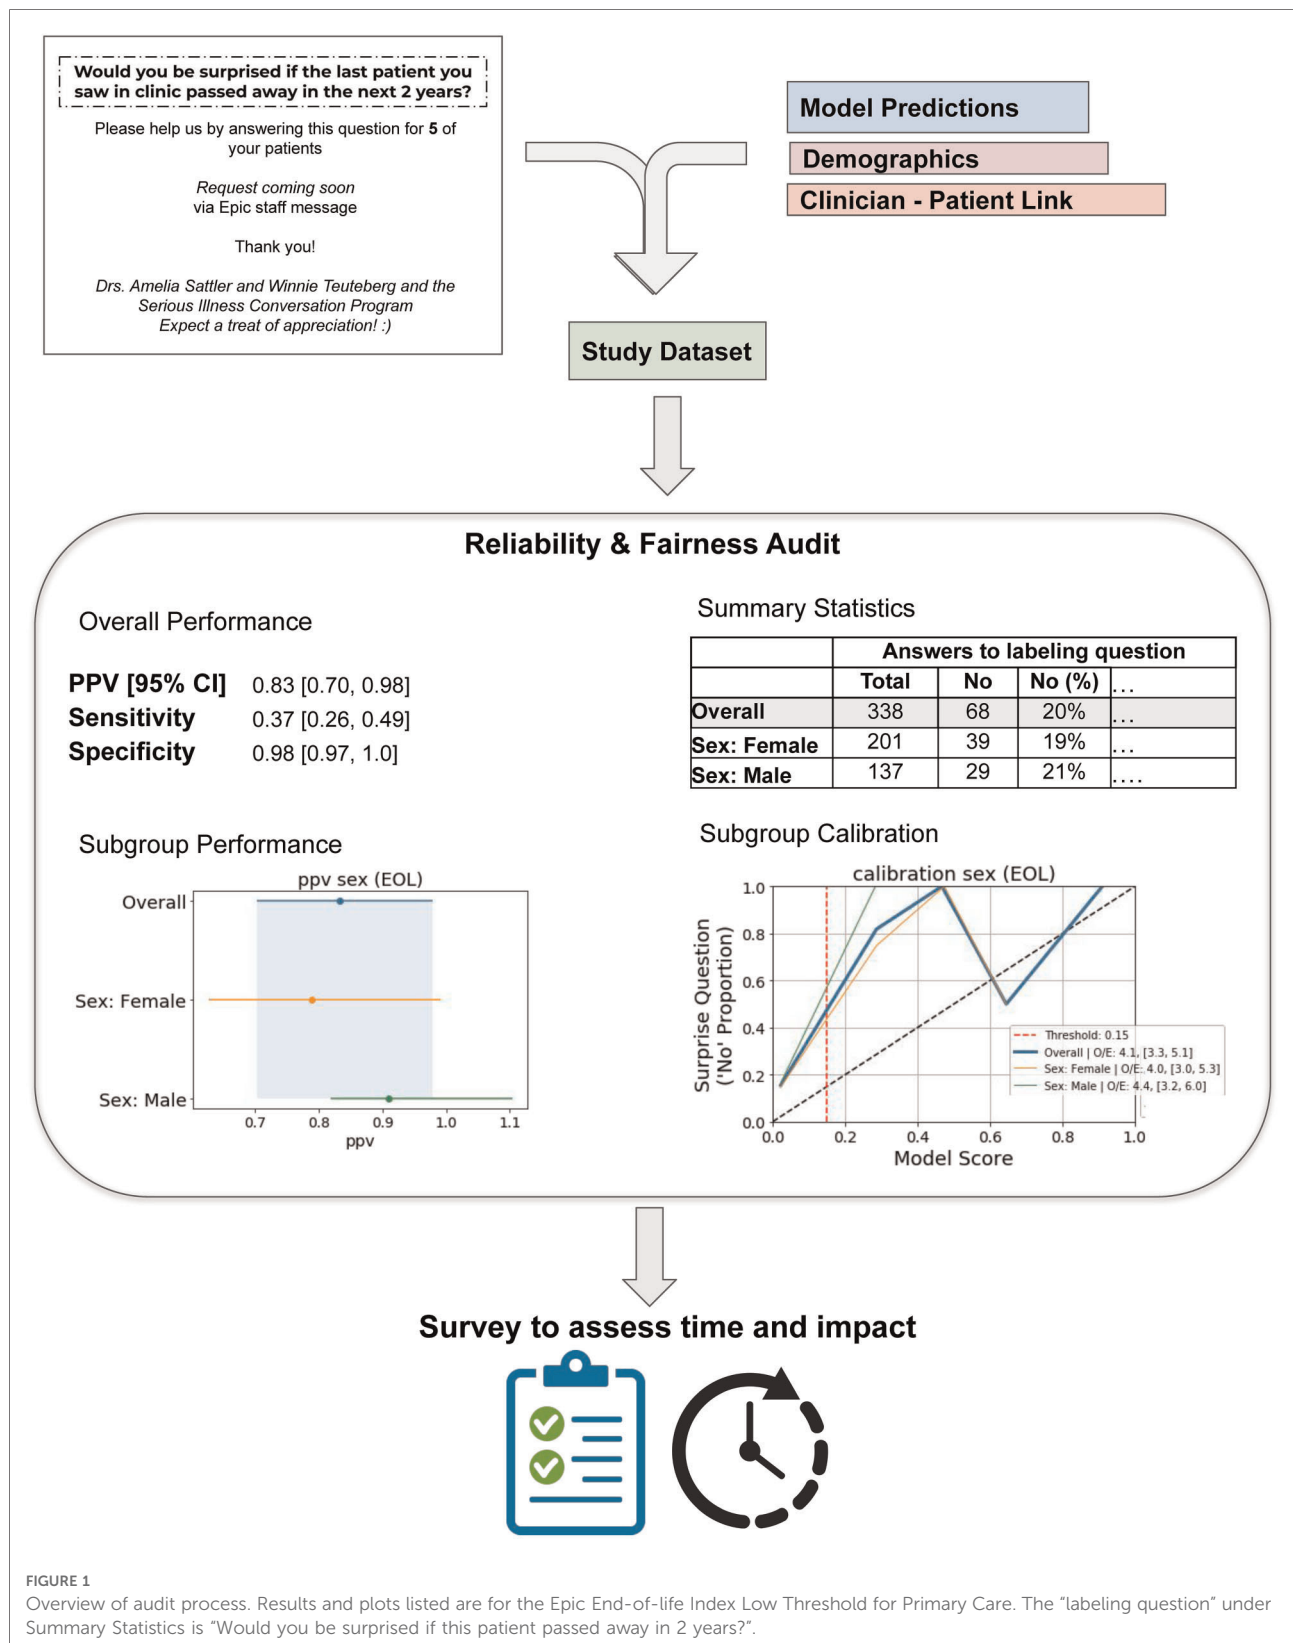 Would you be surprised if the last patient you
saw in clinic passed away in the next 2 years?
Please help us by answering this question for 5 of
your patients
Request coming soon
via Epic staff message
Thank you!
Drs. Amelia Sattler and Winnie Teuteberg and the
Serious Illness Conversation Program
Expect a treat of appreciation! :)
Model Predictions
Demographics
Clinician - Patient Link
Study Dataset
Reliability & Fairness Audit
Overall Performance
PPV [95% CI] 0.83 [0.70, 0.98]
Sensitivity 0.37 [0.26, 0.49]
Specificity 0.98 [0.97, 1.0]
Summary Statistics
Answers to labeling question
Total No No (%) ...
Overall 338 68 20% ...
Sex: Female 201 39 19% ...
Sex: Male 137 29 21% ....
Subgroup Performance
ppv sex (EOL)
Overall
Sex: Female
Sex: Male
0.7 0.8 0.9 1.0 1.1
ppv
Subgroup Calibration
calibration sex (EOL)
Surprise Question
('No' Proportion)
1.0
0.8
0.6
0.4
0.2
0.0
Threshold: 0.15
Overall | O/E: 4.1, [3.3, 5.1]
Sex: Female | O/E: 4.0, [3.0, 5.3]
Sex: Male | O/E: 4.4, [3.2, 6.0]
0.0 0.2 0.4 0.6 0.8 1.0
Model Score
Survey to assess time and impact
FIGURE 1
Overview of audit process. Results and plots listed are for the Epic End-of-life Index Low Threshold for Primary Care. The "labeling question" under
Summary Statistics is "Would you be surprised if this patient passed away in 2 years?".